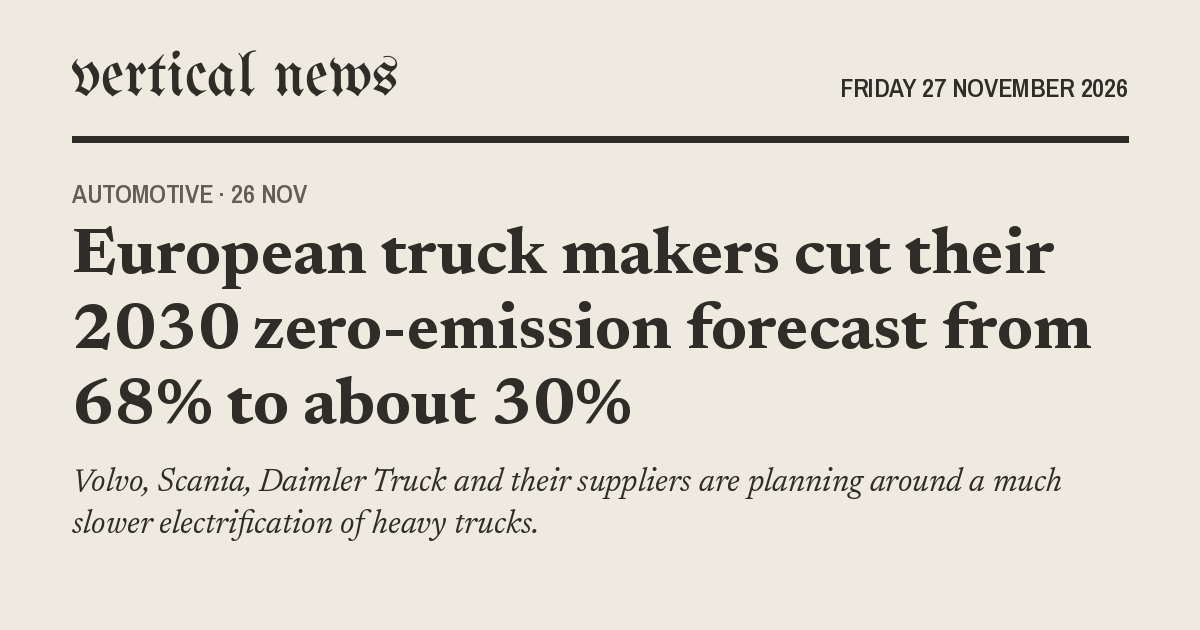 vertical news
FRIDAY 27 NOVEMBER 2026
AUTOMOTIVE · 26 NOV
European truck makers cut their
2030 zero-emission forecast from
68% to about 30%
Volvo, Scania, Daimler Truck and their suppliers are planning around a much
slower electrification of heavy trucks.